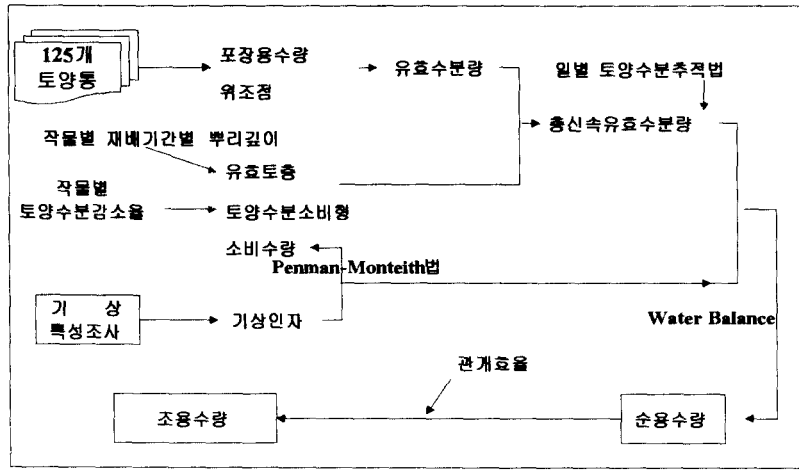 125개
토양통
포장용수량
위조점
유효수분량
일별 토양수분추적법
총신속유효수분량
작물별 재배기간별 뿌리깊이
유효토층
작물별
토양수분감소율
토양수분소비형
소비수량
Penman-Monteith법
기 상
특성조사
기상인자
Water Balance
관개효율
조용수량
순용수량